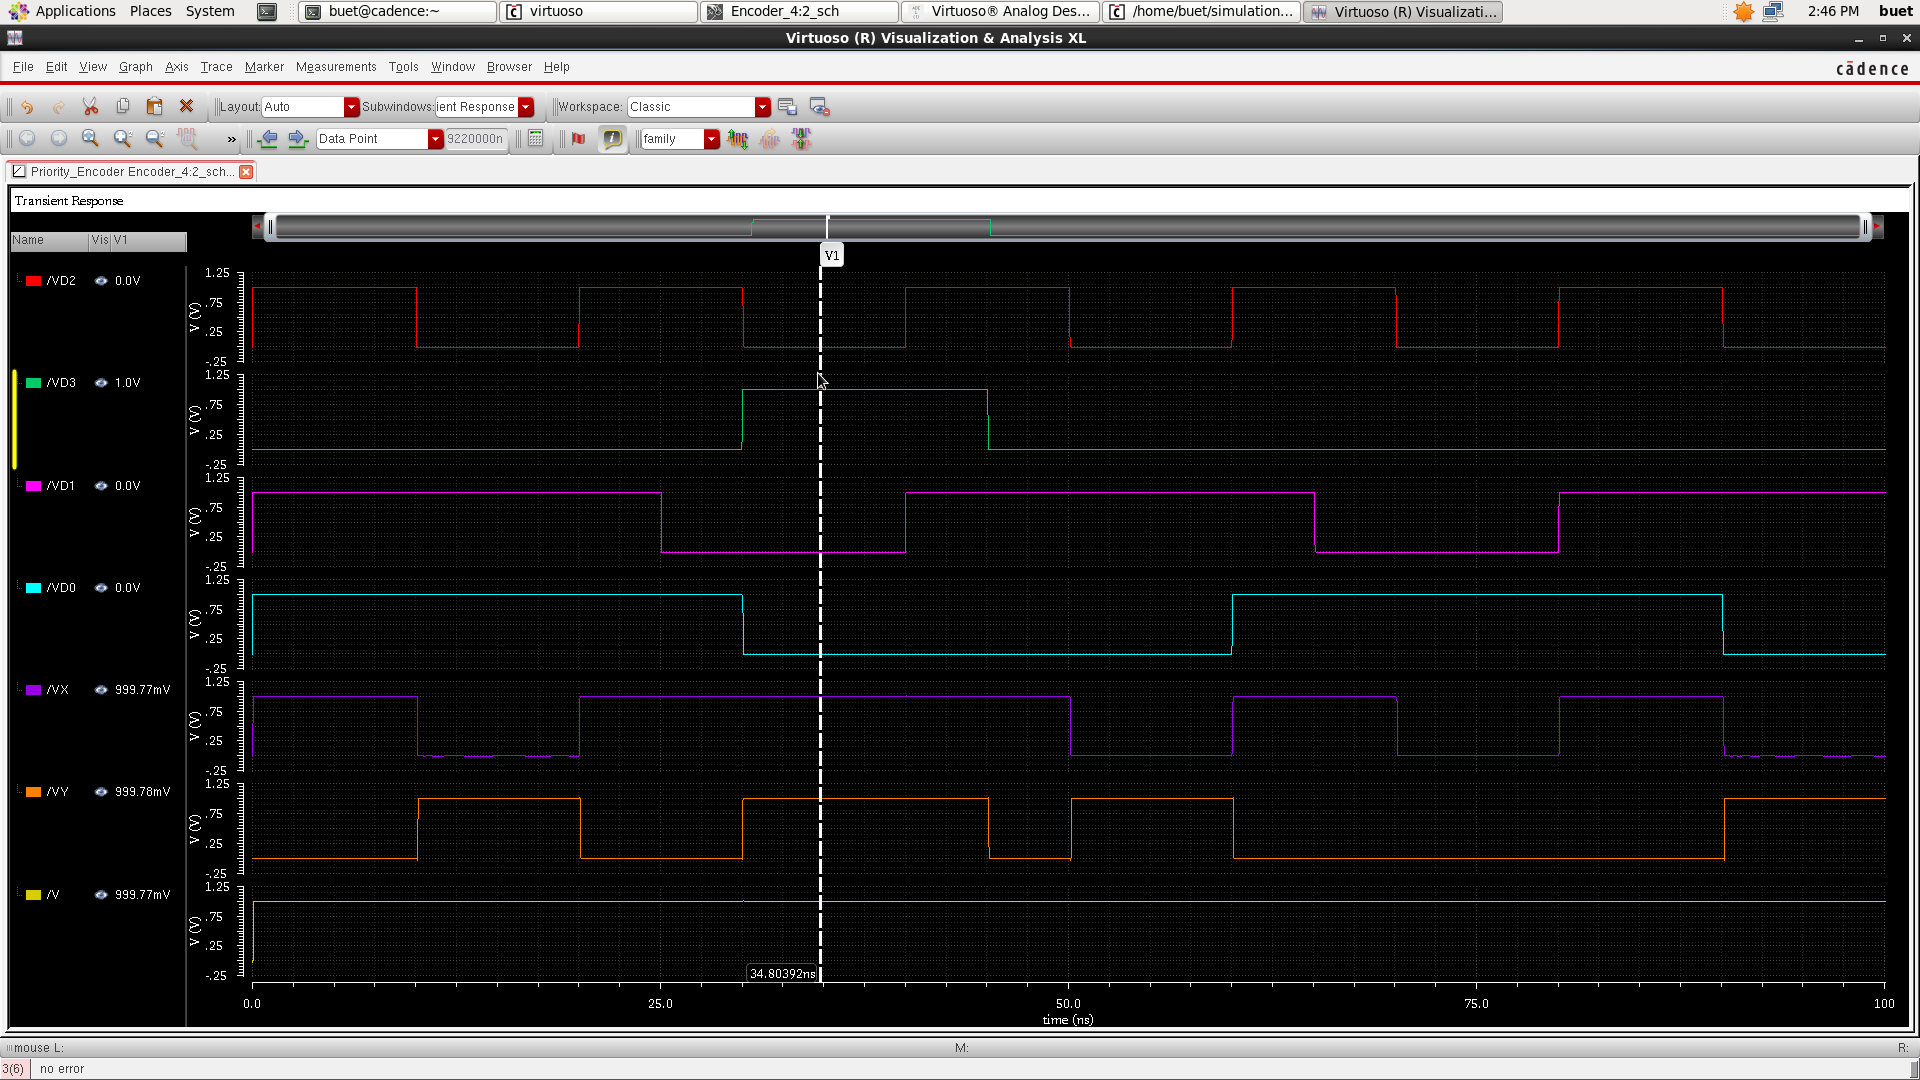 Applications Places System buet@cadence:~ virtuoso Encoder_4:2_sch Virtuoso® Analog Des... /home/buet/simulation... Virtuoso (R) Visualizati... 2:46 PM buet
Virtuoso (R) Visualization & Analysis XL
File Edit View Graph Axis Trace Marker Measurements Tools Window Browser Help cādence
Layout: Auto Subwindows: ient Response Workspace: Classic
» Data Point 9220000n family
Priority_Encoder Encoder_4:2_sch...
Transient Response
Name Vis V1
V1
/VD2 0.0V V (V) 1.25 .75 .25 -.25
/VD3 1.0V V (V) 1.25 .75 .25 -.25
/VD1 0.0V V (V) 1.25 .75 .25 -.25
/VD0 0.0V V (V) 1.25 .75 .25 -.25
/VX 999.77mV V (V) 1.25 .75 .25 -.25
/VY 999.78mV V (V) 1.25 .75 .25 -.25
/V 999.77mV V (V) 1.25 .75 .25 -.25
34.80392ns
0.0 25.0 50.0 75.0 100
time (ns)
mouse L: M: R:
3(6) no error